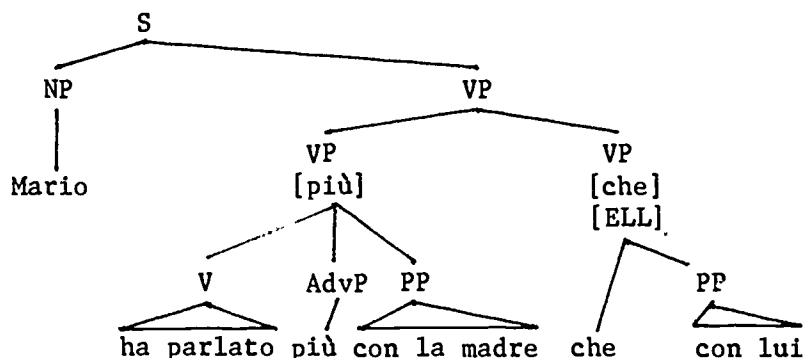 S
NP VP
Mario VP VP
[più] [che]
[ELL]
V AdvP PP PP
ha parlato più con la madre che con lui